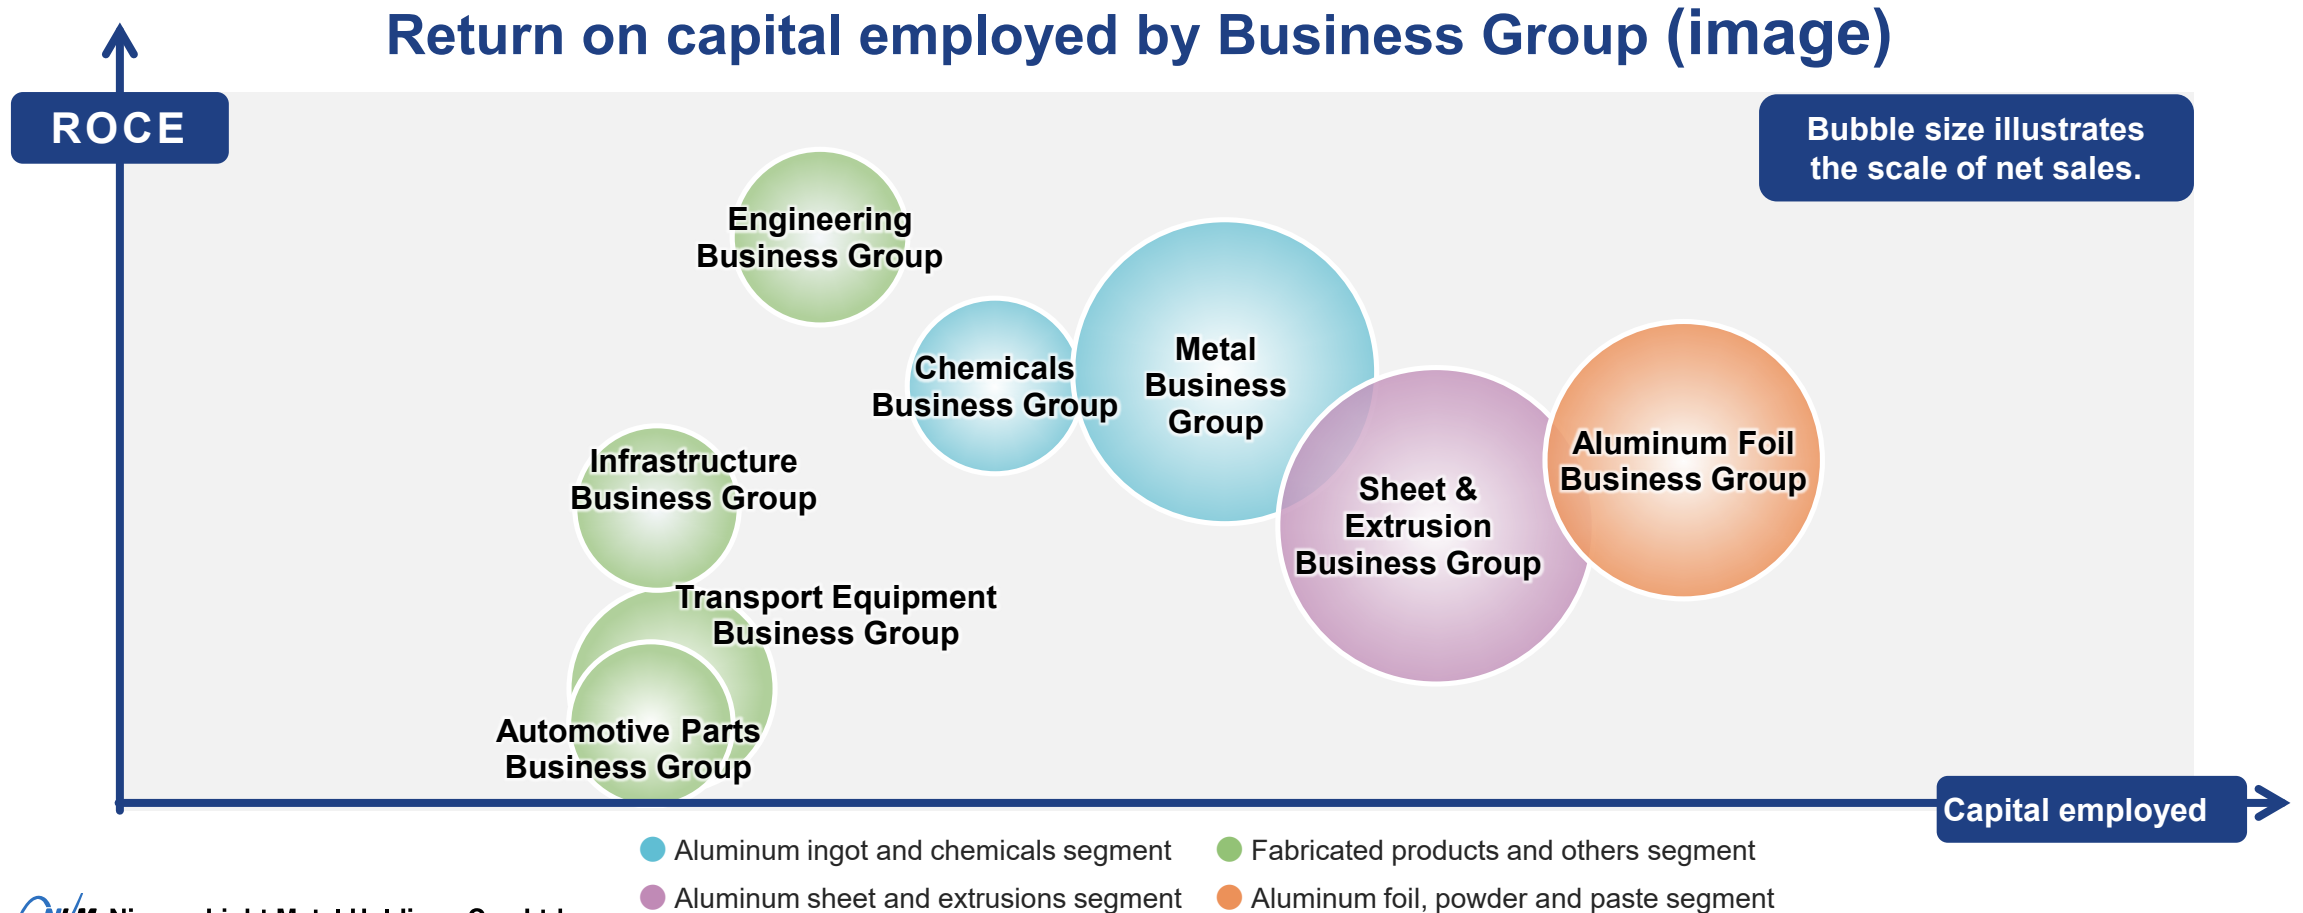 Return on capital employed by Business Group (image)
ROCE
Bubble size illustrates
the scale of net sales.
Engineering
Business Group
Chemicals
Business Group
Metal
Business
Group
Infrastructure
Business Group
Sheet &
Extrusion
Business Group
Aluminum Foil
Business Group
Transport Equipment
Business Group
Automotive Parts
Business Group
Capital employed
Aluminum ingot and chemicals segment
Fabricated products and others segment
Aluminum sheet and extrusions segment
Aluminum foil, powder and paste segment